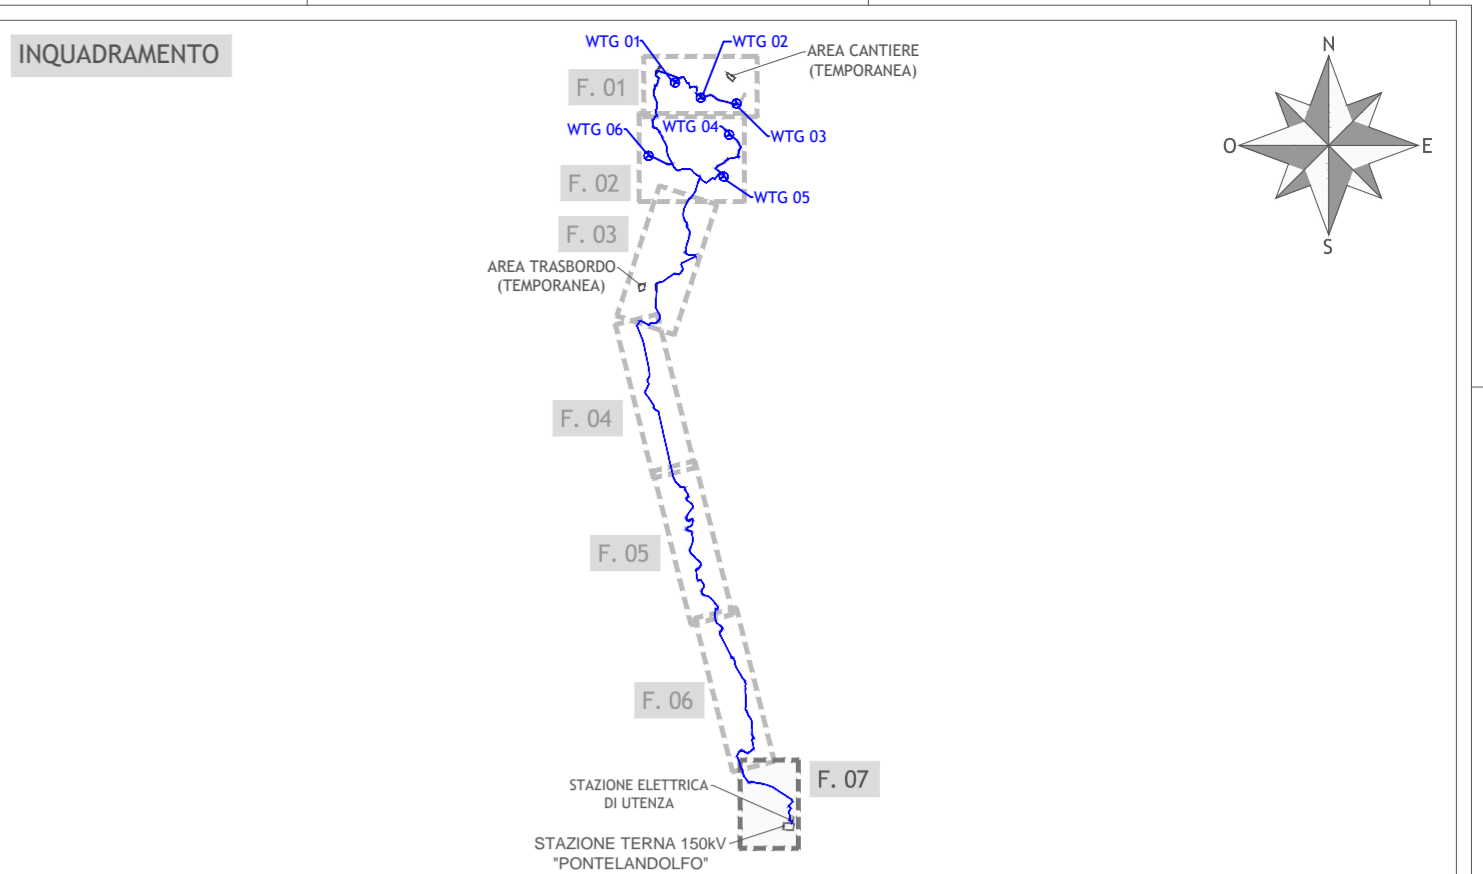 INQUADRAMENTO
WTG 01
WTG 02
AREA CANTIERE
(TEMPORANEA)
N
F. 01
WTG 06
WTG 04
WTG 03
O
E
F. 02
WTG 05
S
F. 03
AREA TRASBORDO
(TEMPORANEA)
F. 04
F. 05
F. 06
F. 07
STAZIONE ELETTRICA
DI UTENZA
STAZIONE TERNA 150kV
"PONTELANDOLFO"